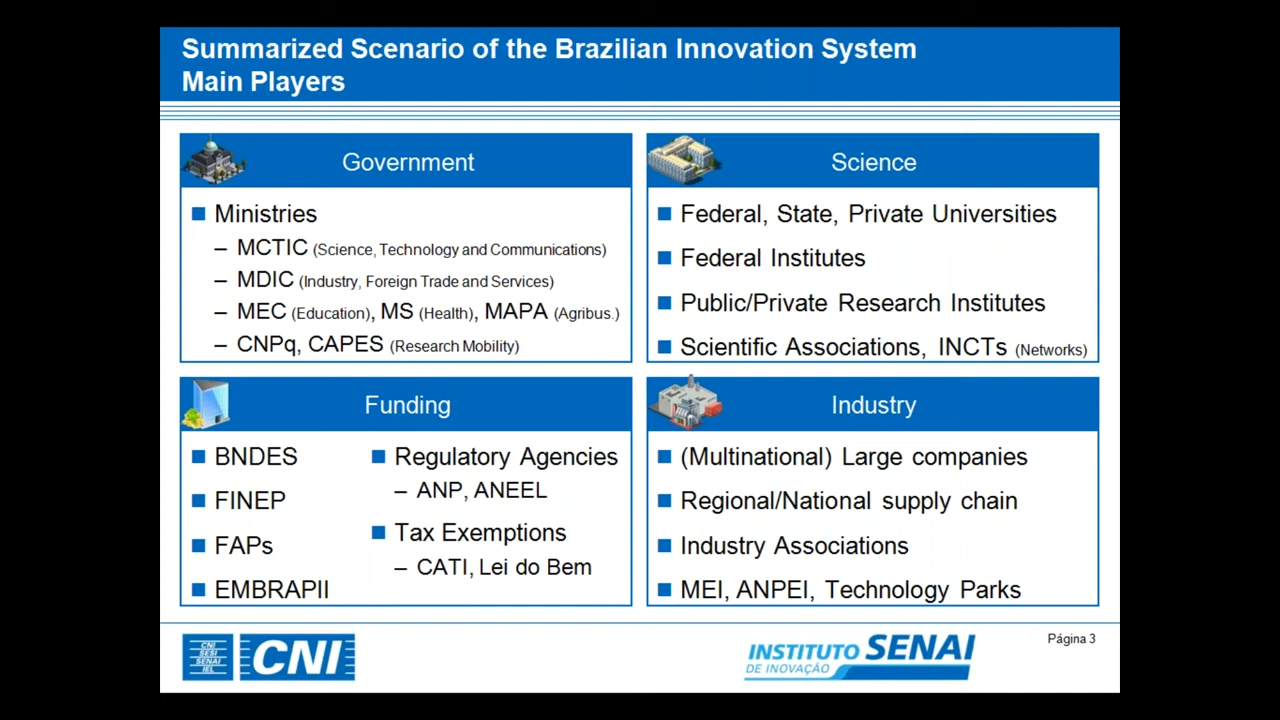 Summarized Scenario of the Brazilian Innovation System
Main Players
Government
Ministries
– MCTIC (Science, Technology and Communications)
– MDIC (Industry, Foreign Trade and Services)
– MEC (Education), MS (Health), MAPA (Agribus.)
– CNPq, CAPES (Research Mobility)
Science
Federal, State, Private Universities
Federal Institutes
Public/Private Research Institutes
Scientific Associations, INCTs (Networks)
Funding
BNDES
FINEP
FAPs
EMBRAPII
Regulatory Agencies
– ANP, ANEEL
Tax Exemptions
– CATI, Lei do Bem
Industry
(Multinational) Large companies
Regional/National supply chain
Industry Associations
MEI, ANPEI, Technology Parks
CNI
SESI
SENAI
IEL
CNI
INSTITUTO SENAI
DE INOVAÇÃO
Página 3